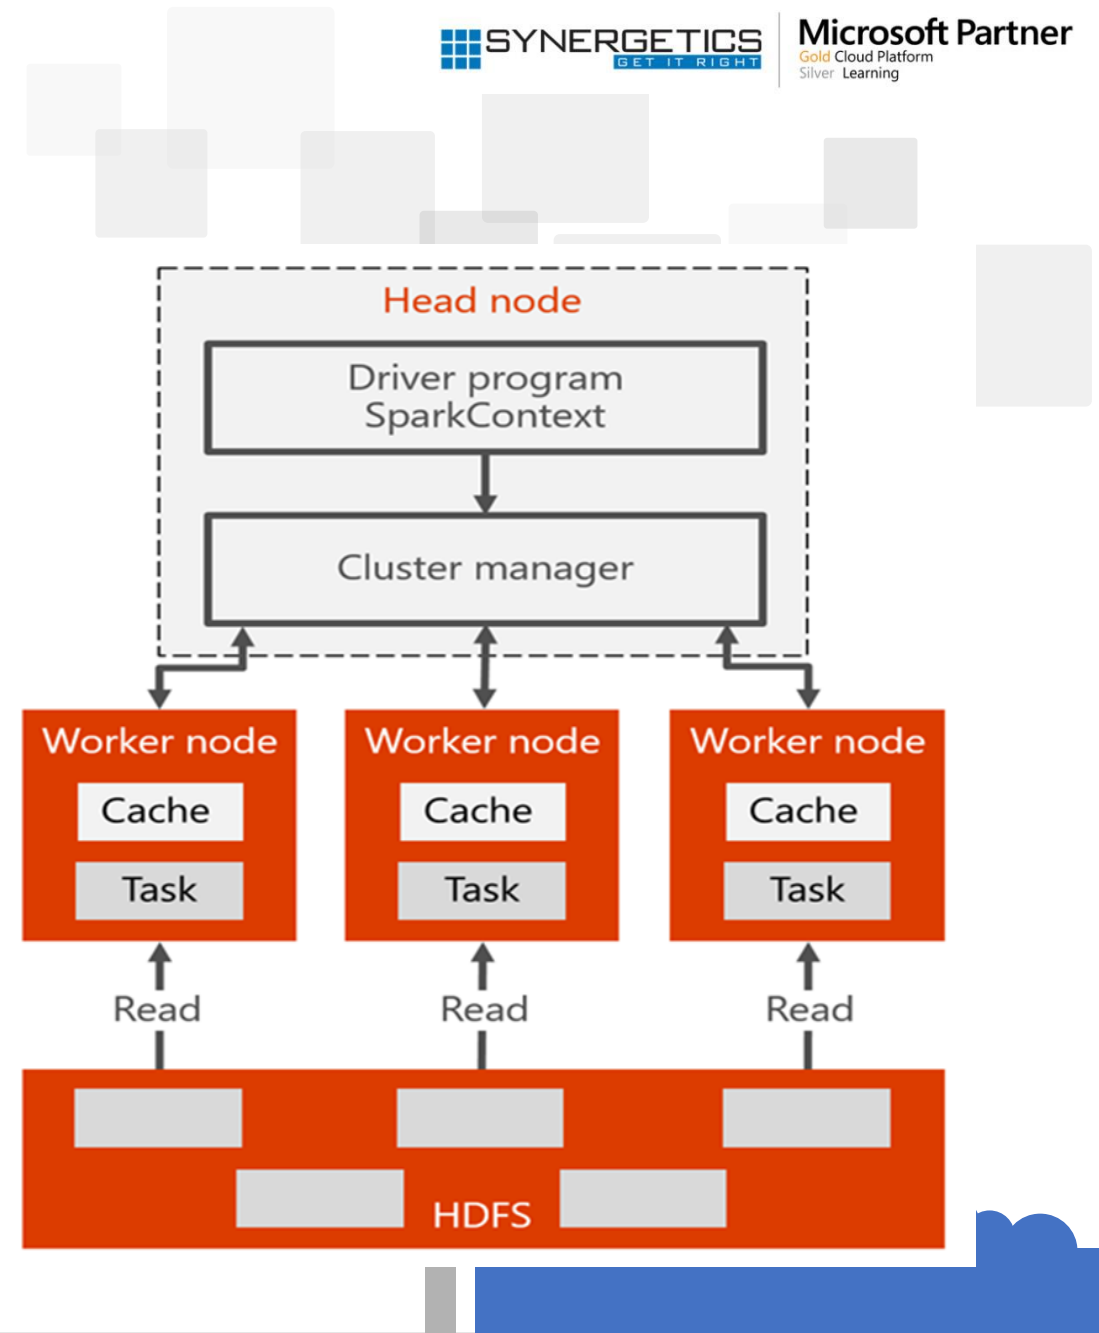 SYNERGETICS
GET IT RIGHT
Microsoft Partner
Gold Cloud Platform
Silver Learning
Head node
Driver program
SparkContext
Cluster manager
Worker node
Cache
Task
Worker node
Cache
Task
Worker node
Cache
Task
Read
Read
Read
HDFS